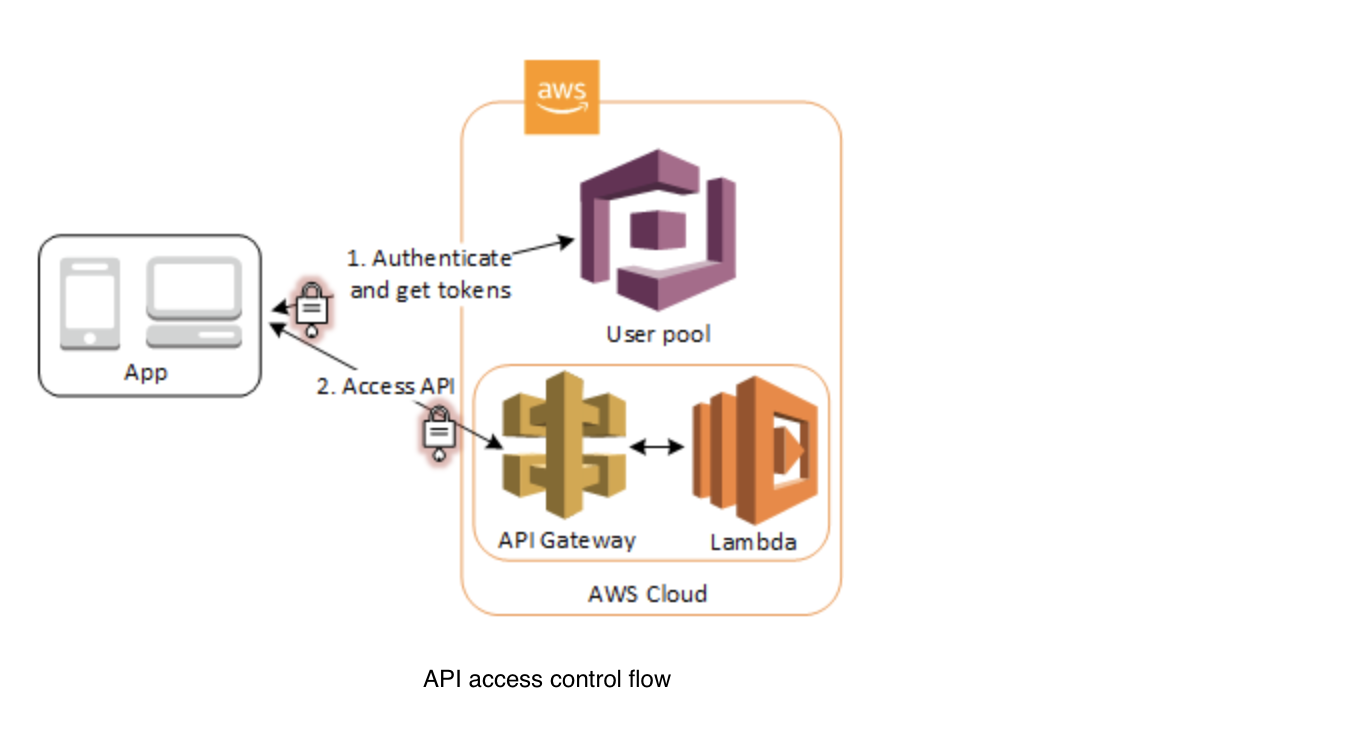 aws
1. Authenticate
and get tokens
User pool
App
2. Access API
API Gateway
Lambda
AWS Cloud
API access control flow